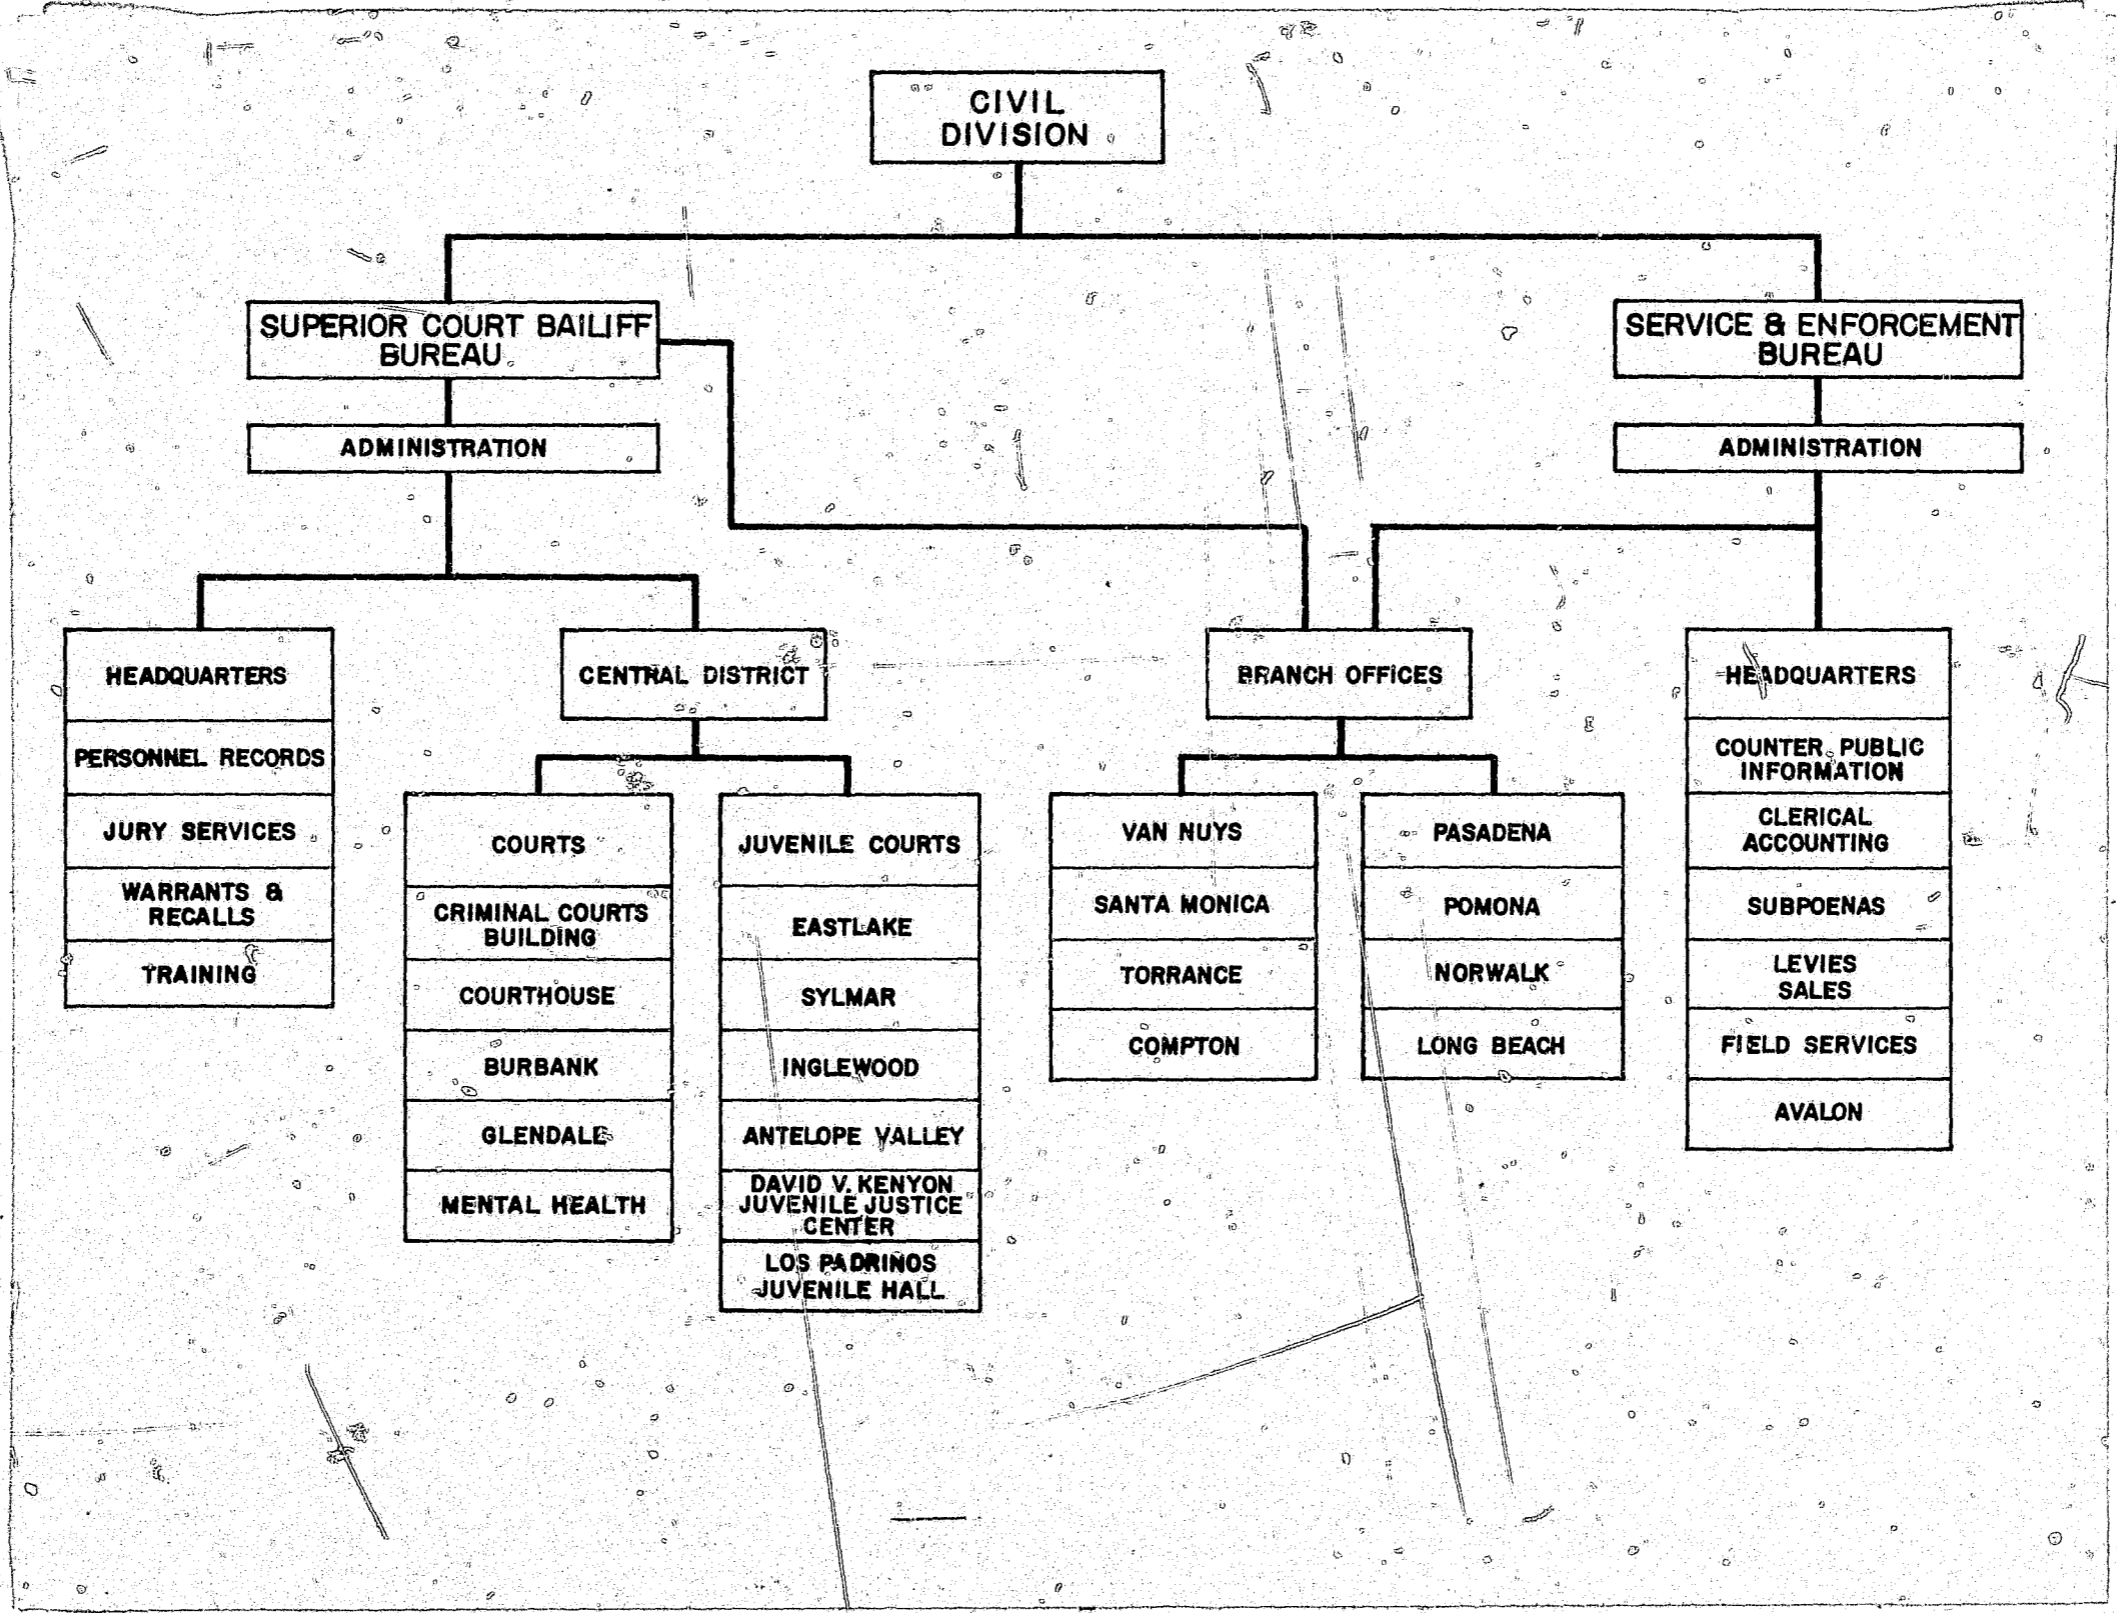 CIVIL
DIVISION
SUPERIOR COURT BAILIFF
BUREAU
SERVICE & ENFORCEMENT
BUREAU
ADMINISTRATION
ADMINISTRATION
HEADQUARTERS
PERSONNEL RECORDS
JURY SERVICES
WARRANTS &
RECALLS
TRAINING
CENTRAL DISTRICT
COURTS
CRIMINAL COURTS
BUILDING
COURTHOUSE
BURBANK
GLENDALE
MENTAL HEALTH
JUVENILE COURTS
EASTLAKE
SYLMAR
INGLEWOOD
ANTELOPE VALLEY
DAVID V. KENYON
JUVENILE JUSTICE
CENTER
LOS PADRINOS
JUVENILE HALL
BRANCH OFFICES
VAN NUYS
SANTA MONICA
TORRANCE
COMPTON
PASADENA
POMONA
NORWALK
LONG BEACH
HEADQUARTERS
COUNTER PUBLIC
INFORMATION
CLERICAL
ACCOUNTING
SUBPOENAS
LEVIES
SALES
FIELD SERVICES
AVALON